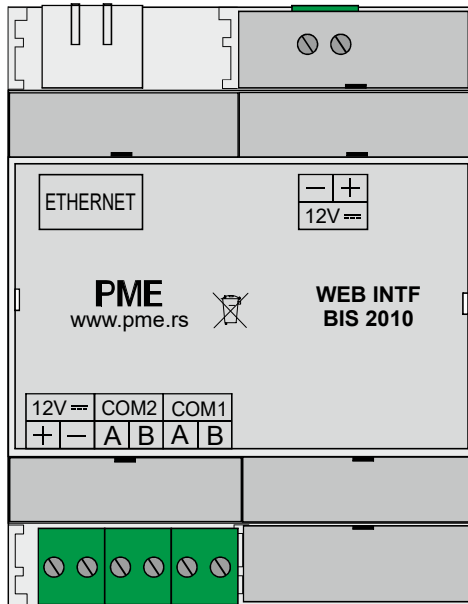 ETHERNET
− +
12V ⎓
PME
www.pme.rs
WEB INTF
BIS 2010
12V ⎓ COM2 COM1
+ − A B A B